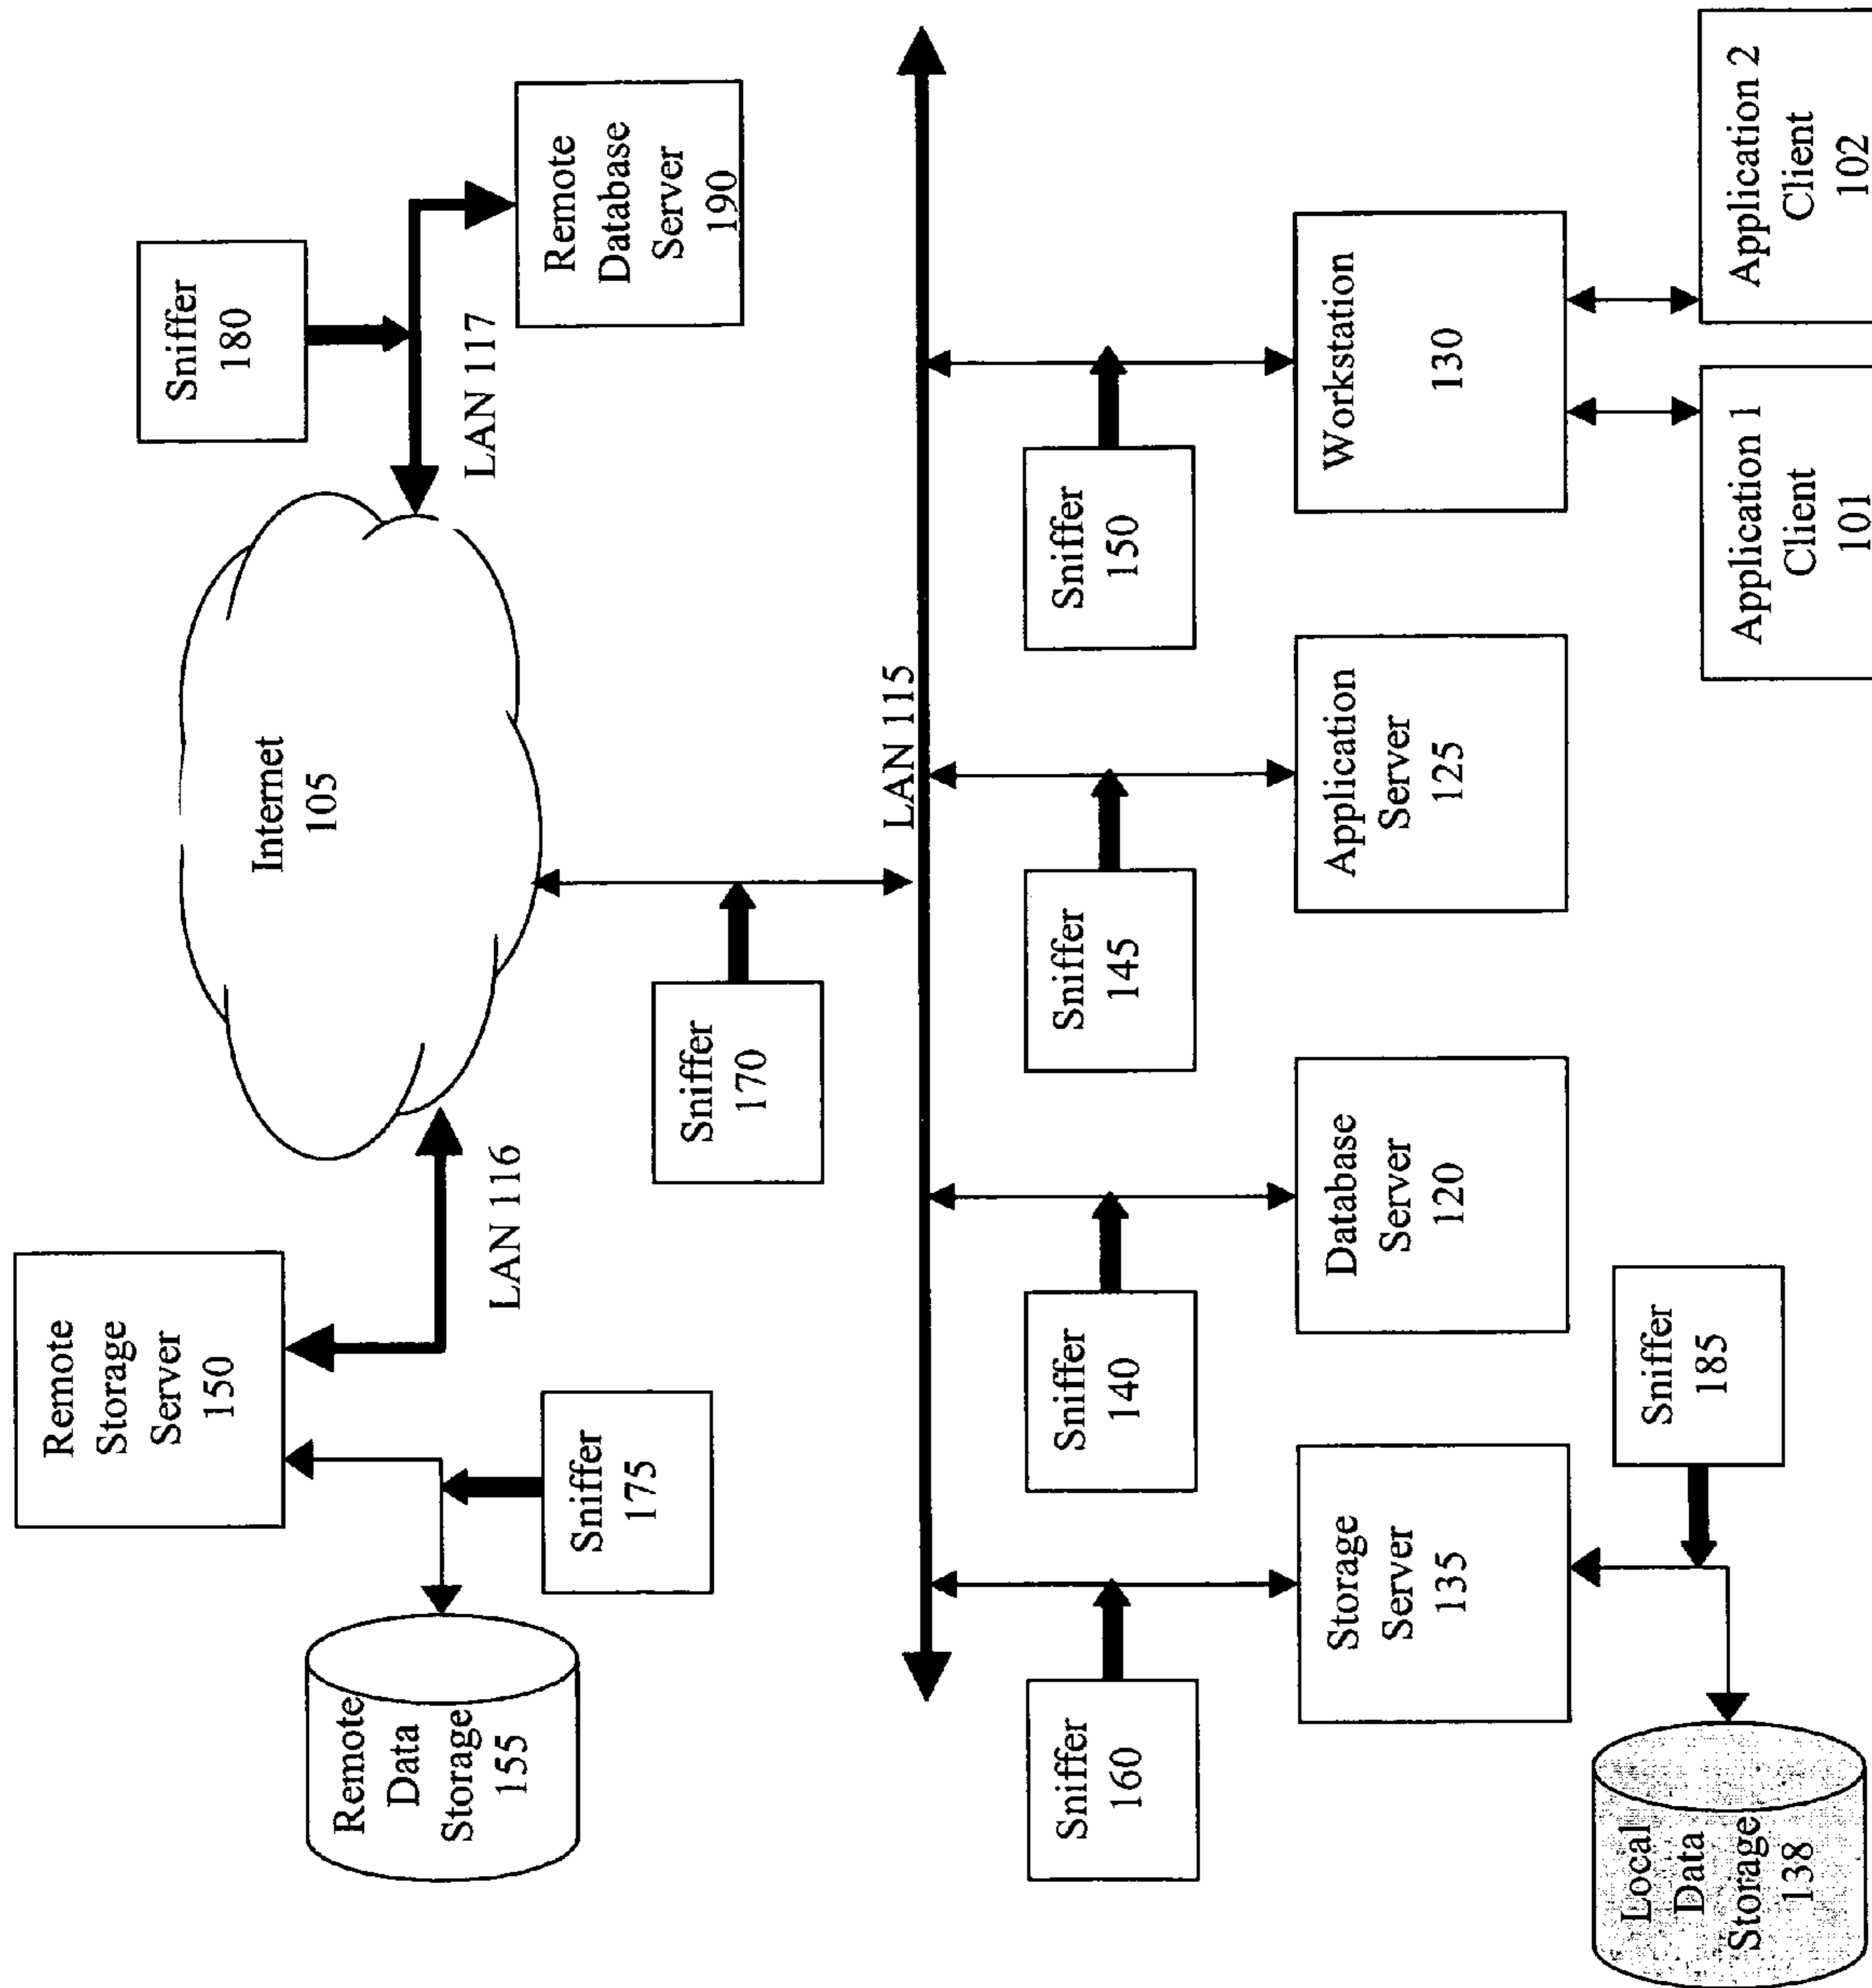 Remote
Storage
Server
150
Sniffer
180
Internet
105
LAN 116
LAN 117
Remote
Data
Storage
155
Sniffer
175
Remote
Database
Server
190
Sniffer
170
LAN 115
Sniffer
160
Sniffer
140
Sniffer
145
Sniffer
150
Storage
Server
135
Database
Server
120
Application
Server
125
Workstation
130
Sniffer
185
Local
Data
Storage
138
Application 1
Client
101
Application 2
Client
102